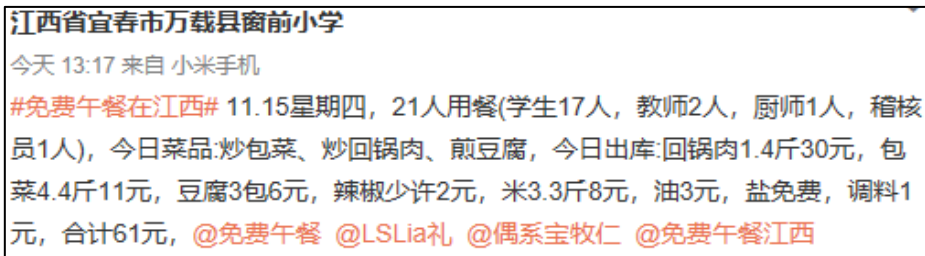 江西省宜春市万载县窗前小学
今天 13:17 来自 小米手机
#免费午餐在江西# 11.15星期四，21人用餐(学生17人，教师2人，厨师1人，稽核
员1人)，今日菜品:炒包菜、炒回锅肉、煎豆腐，今日出库:回锅肉1.4斤30元，包
菜4.4斤11元，豆腐3包6元，辣椒少许2元，米3.3斤8元，油3元，盐免费，调料1
元，合计61元，@免费午餐 @LSLia礼 @偶系宝牧仁 @免费午餐江西